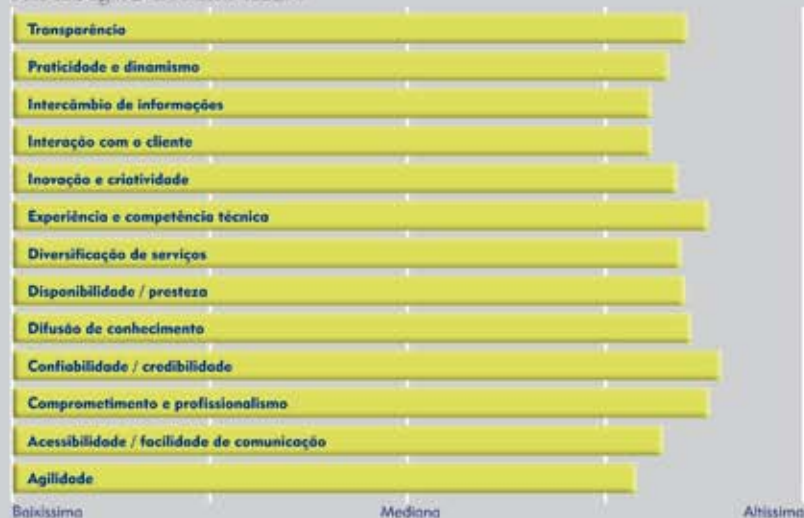 Transparência
Praticidade e dinamismo
Intercâmbio de informações
Interação com o cliente
Inovação e criatividade
Experiência e competência técnica
Diversificação de serviços
Disponibilidade / presteza
Difusão de conhecimento
Confiabilidade / credibilidade
Comprometimento e profissionalismo
Acessibilidade / facilidade de comunicação
Agilidade
Baixíssima Mediana Altíssima